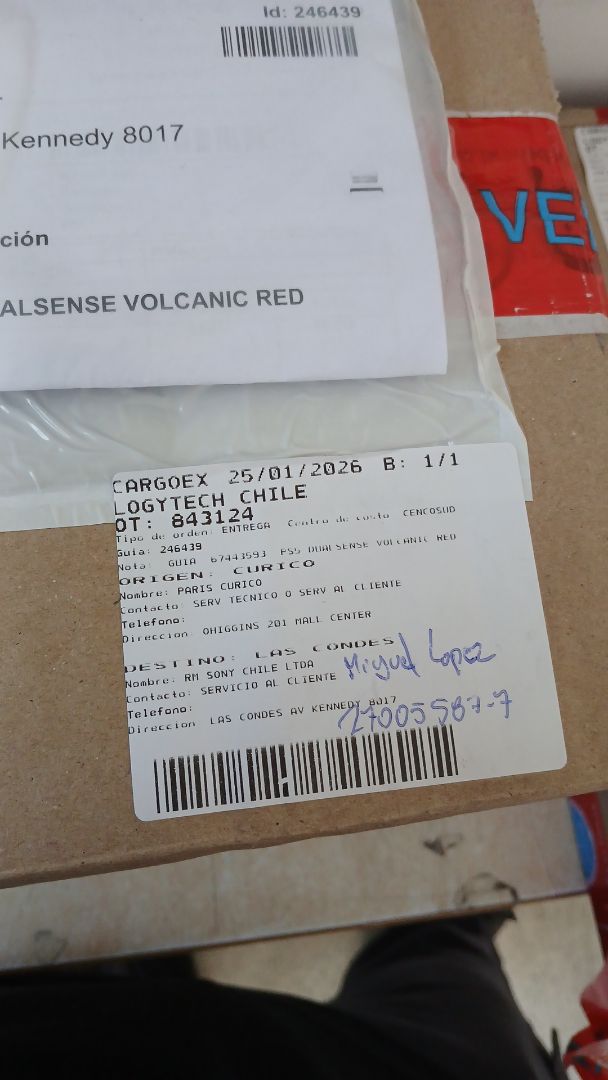 Id: 246439
Kennedy 8017
ción
ALSENSE VOLCANIC RED
VE
CARGOEX 25/01/2026 B: 1/1
LOGYTECH CHILE
OT: 843124
Tipo de orden: ENTREGA Centro de costo CENCOSUD
Guia: 246439
Nota: GUIA 67443593 PS5 DUALSENSE VOLCANIC RED
ORIGEN: CURICO
Nombre: PARIS CURICO
Contacto: SERV TECNICO O SERV AL CLIENTE
Telefono:
Direccion: OHIGGINS 201 MALL CENTER
DESTINO: LAS CONDES
Nombre: RM SONY CHILE LTDA
Contacto: SERVICIO AL CLIENTE
Miguel Lopez
Telefono:
Direccion LAS CONDES AV KENNEDY 8017
27005587-7